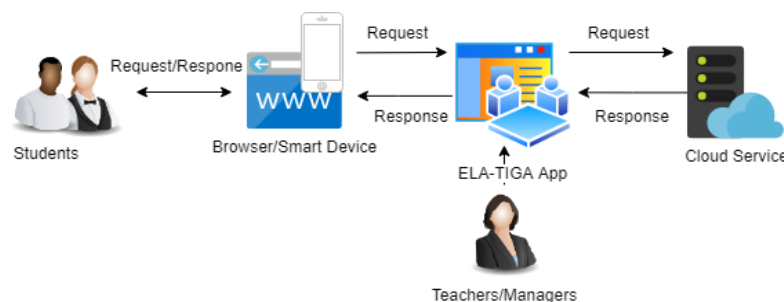 Request
Request
Request/Respone
www
Response
Response
Students
Browser/Smart Device
ELA-TIGA App
Cloud Service
Teachers/Managers